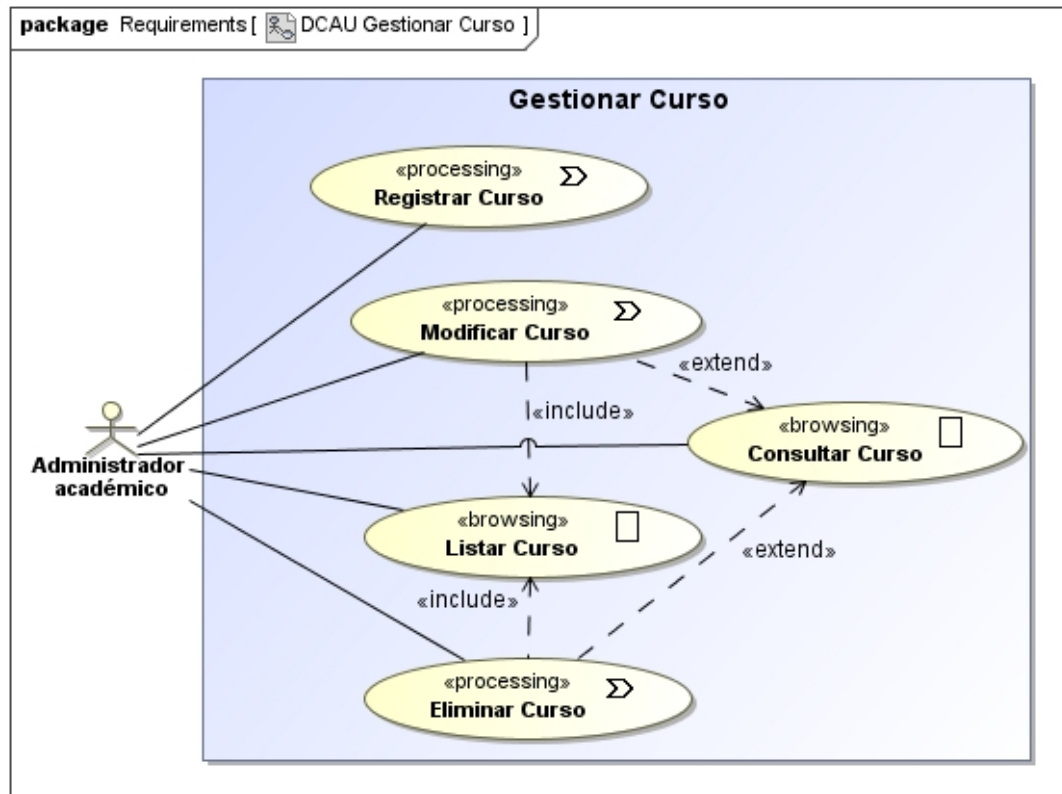 package Requirements [ DCAU Gestionar Curso ]
Gestionar Curso
«processing»
Registrar Curso
«processing»
Modificar Curso
«extend»
«include»
«browsing»
Consultar Curso
Administrador
académico
«browsing»
Listar Curso
«extend»
«include»
«processing»
Eliminar Curso